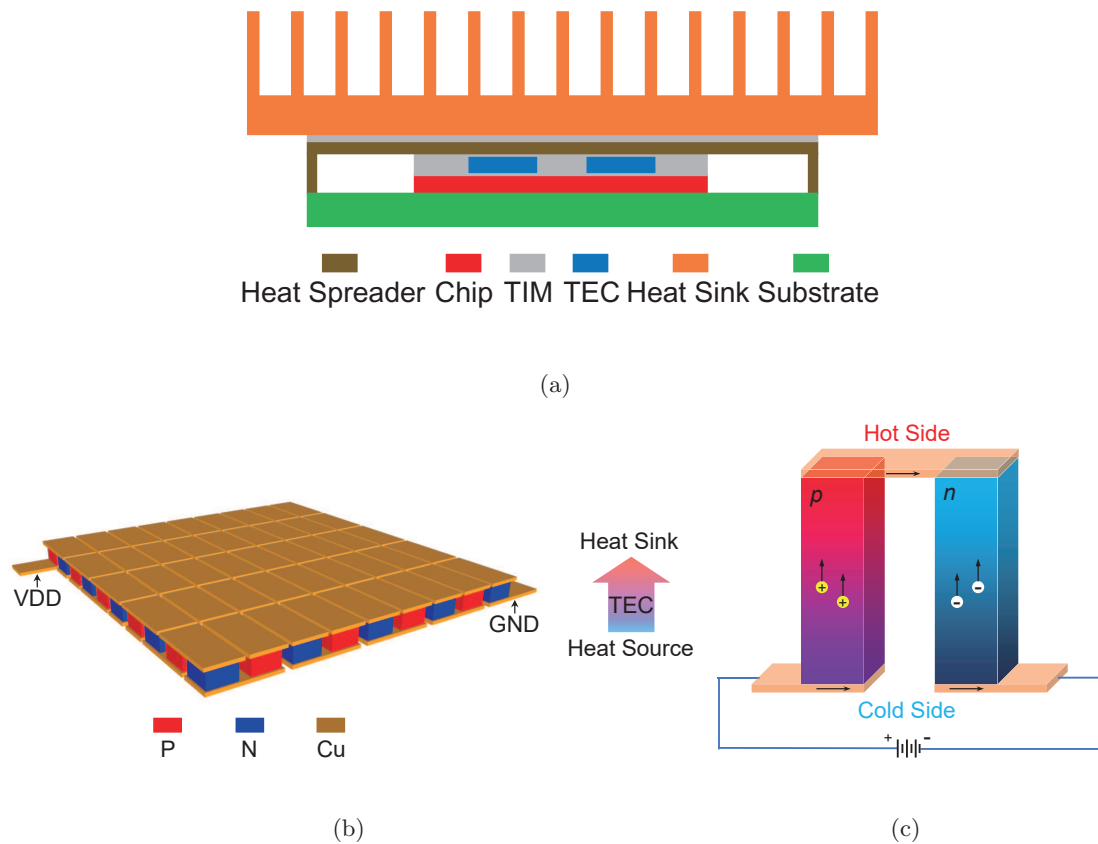 Heat Spreader Chip TIM TEC Heat Sink Substrate
(a)
VDD
GND
P N Cu
(b)
Heat Sink
TEC
Heat Source
Hot Side
p n
+ +
- -
Cold Side
+ -
(c)